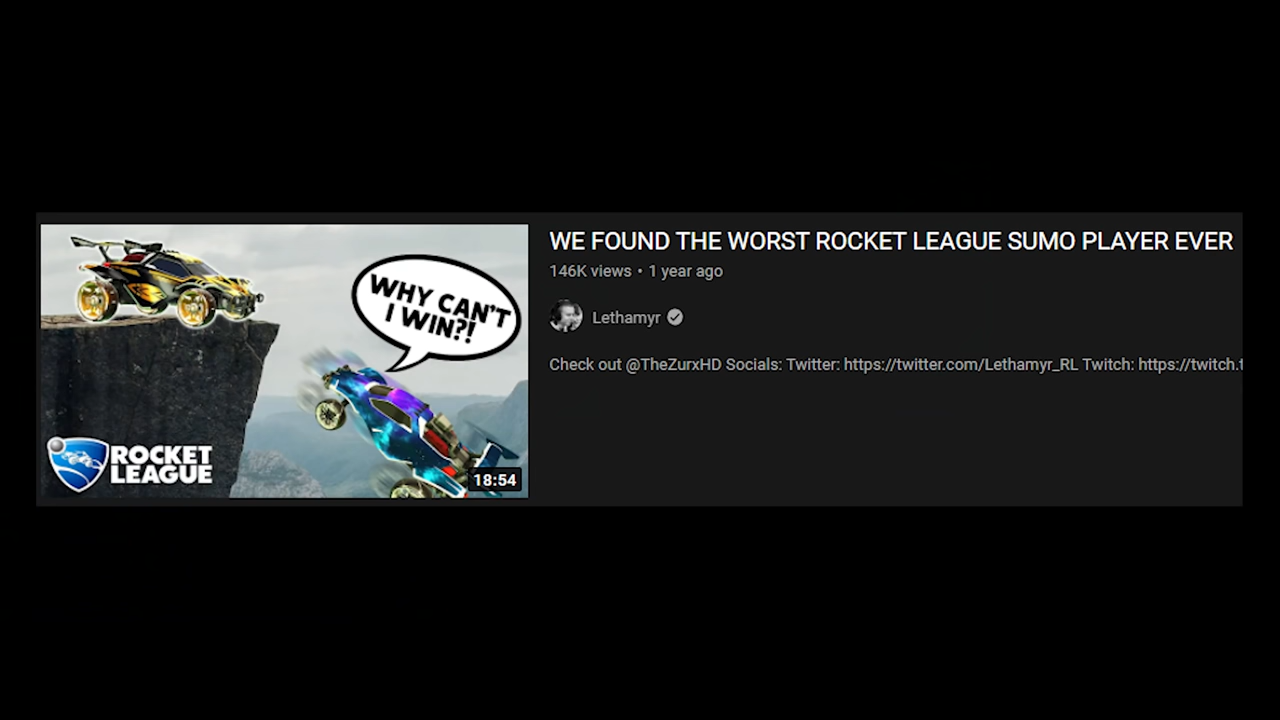 WE FOUND THE WORST ROCKET LEAGUE SUMO PLAYER EVER
146K views • 1 year ago
Lethamyr
Check out @TheZurxHD Socials: Twitter: https://twitter.com/Lethamyr_RL Twitch: https://twitch.t
WHY CAN'T
I WIN?!
ROCKET
LEAGUE
18:54